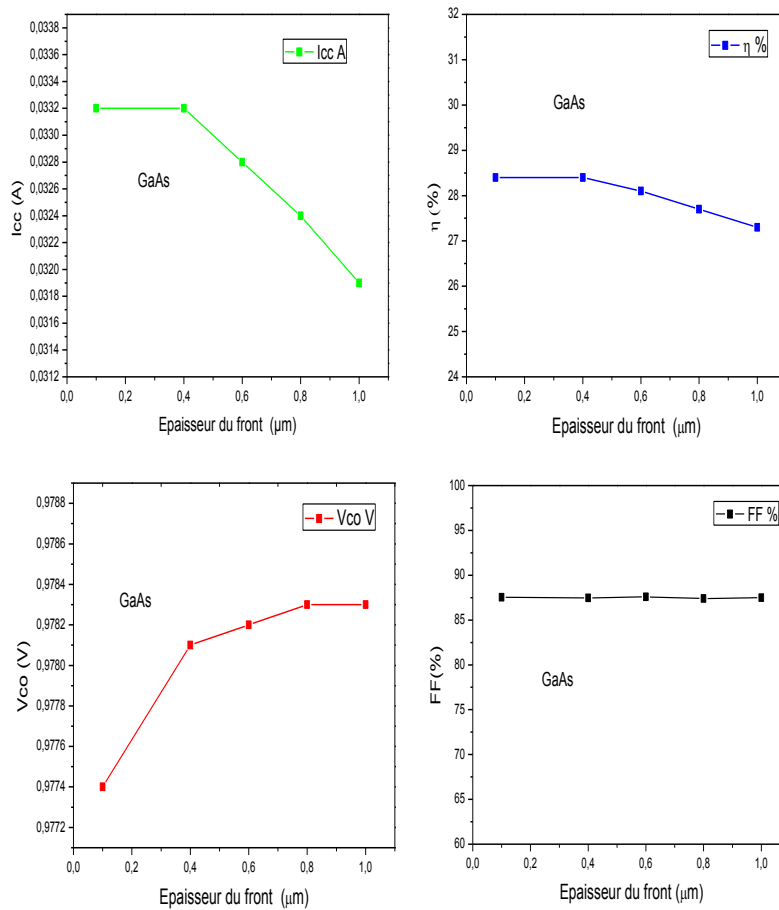 0,0338
0,0336
0,0334
0,0332
0,0330
0,0328
0,0326
0,0324
0,0322
0,0320
0,0318
0,0316
0,0314
0,0312
Icc (A)
Icc A
GaAs
0,0 0,2 0,4 0,6 0,8 1,0
Epaisseur du front (µm)
32
31
30
29
28
27
26
25
24
η (%)
η %
GaAs
0,0 0,2 0,4 0,6 0,8 1,0
Epaisseur du front (µm)
0,9788
0,9786
0,9784
0,9782
0,9780
0,9778
0,9776
0,9774
0,9772
Vco (V)
Vco V
GaAs
0,0 0,2 0,4 0,6 0,8 1,0
Epaisseur du front (µm)
100
95
90
85
80
75
70
65
60
FF(%)
FF %
GaAs
0,0 0,2 0,4 0,6 0,8 1,0
Epaisseur du front (µm)